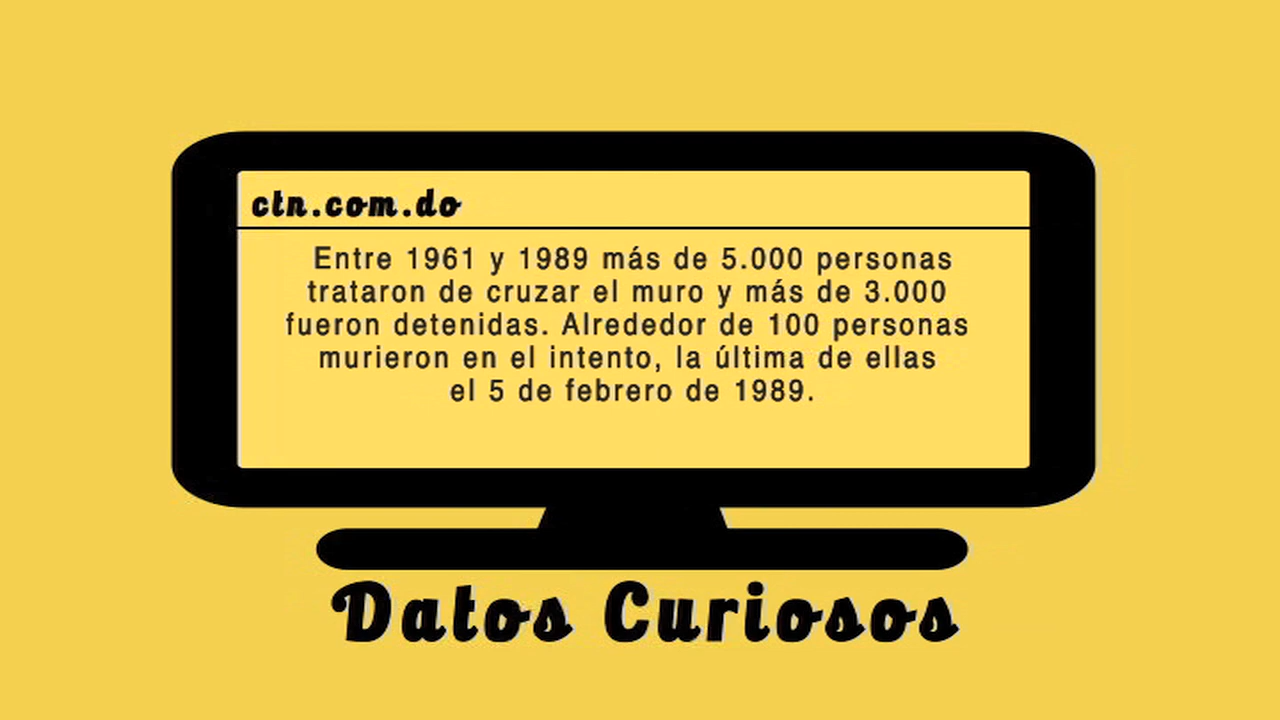 ctn.com.do
Entre 1961 y 1989 más de 5.000 personas
trataron de cruzar el muro y más de 3.000
fueron detenidas. Alrededor de 100 personas
murieron en el intento, la última de ellas
el 5 de febrero de 1989.
Datos Curiosos